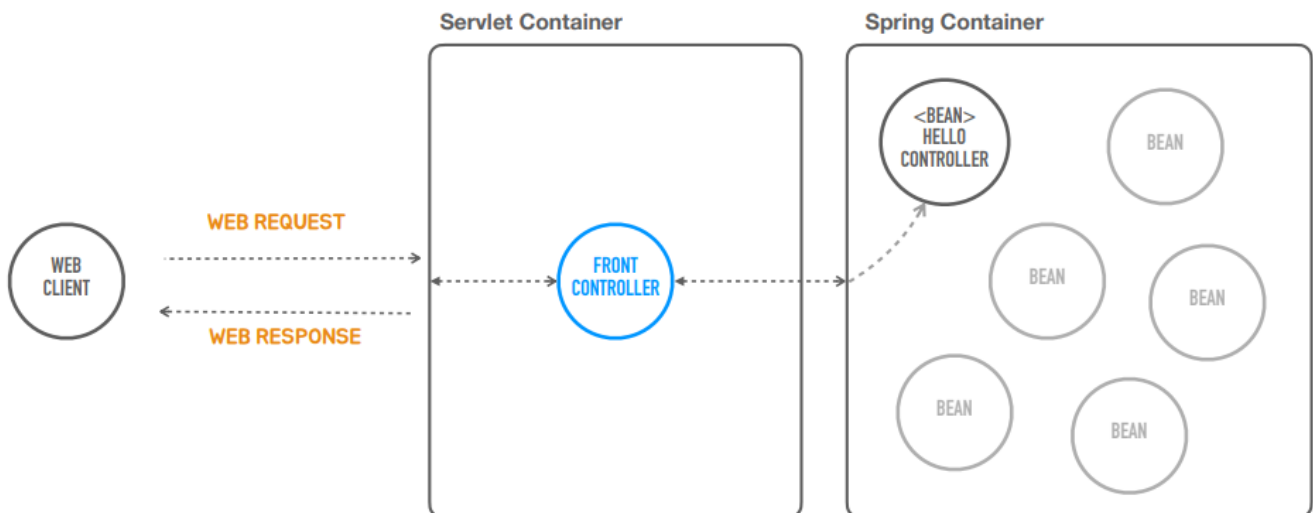 Servlet Container
Spring Container
<BEAN>
HELLO
CONTROLLER
BEAN
WEB REQUEST
WEB
CLIENT
FRONT
CONTROLLER
BEAN
BEAN
WEB RESPONSE
BEAN
BEAN